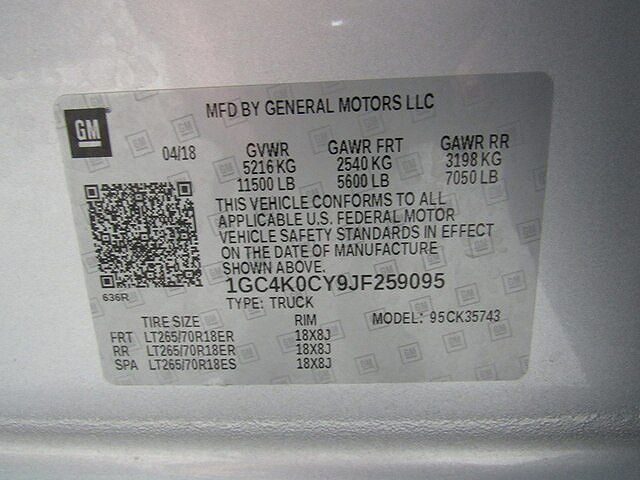 MFD BY GENERAL MOTORS LLC
GM
04/18 GVWR GAWR FRT GAWR RR
5216 KG 2540 KG 3198 KG
11500 LB 5600 LB 7050 LB
THIS VEHICLE CONFORMS TO ALL
APPLICABLE U.S. FEDERAL MOTOR
VEHICLE SAFETY STANDARDS IN EFFECT
ON THE DATE OF MANUFACTURE
SHOWN ABOVE
1GC4K0CY9JF259095
636R
TYPE: TRUCK
TIRE SIZE RIM MODEL: 95CK35743
FRT LT265/70R18ER 18X8J
RR LT265/70R18ER 18X8J
SPA LT265/70R18ES 18X8J